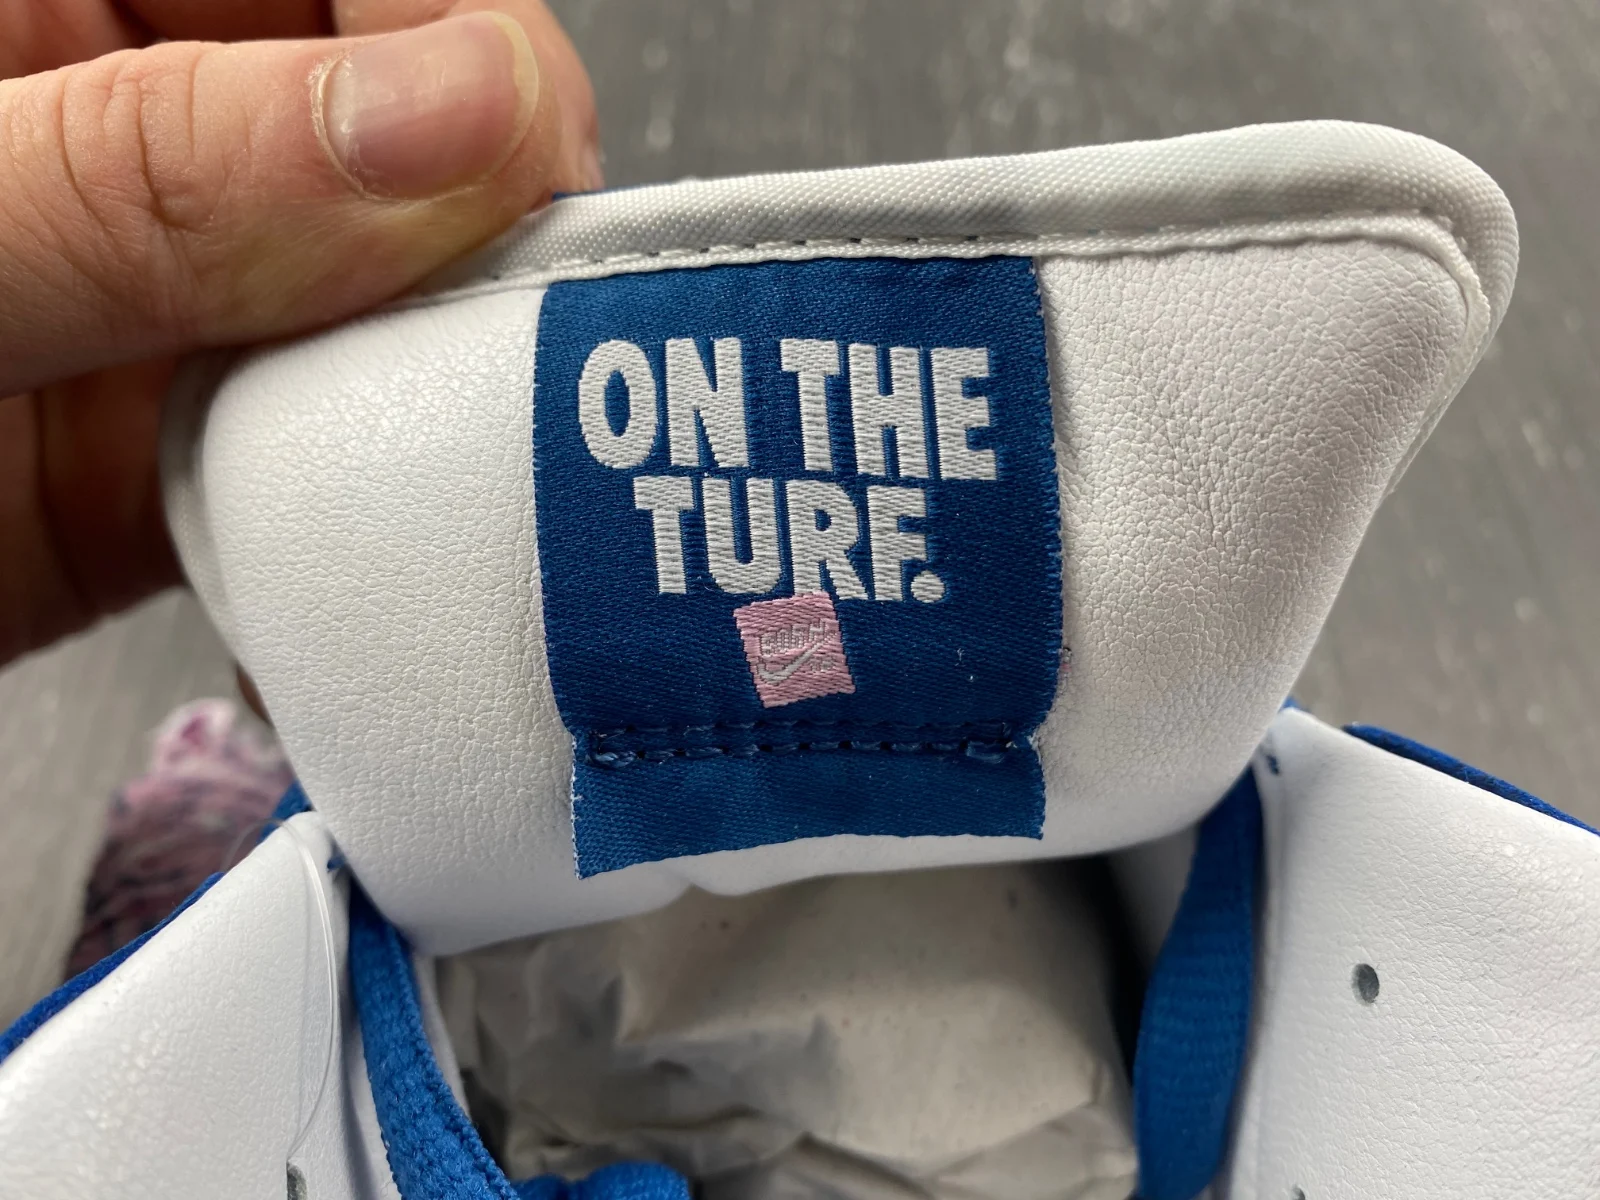 ON THE
TURF.